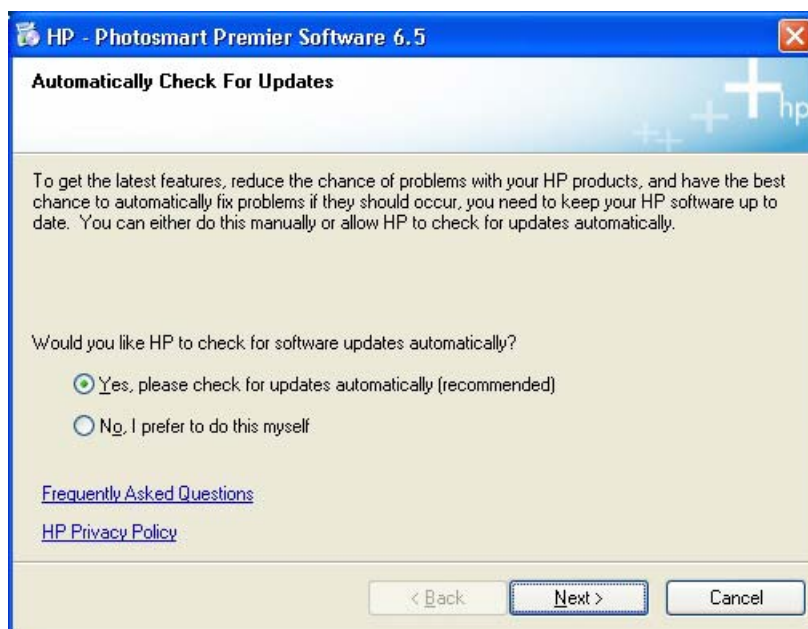 HP - Photosmart Premier Software 6.5
Automatically Check For Updates
hp
To get the latest features, reduce the chance of problems with your HP products, and have the best
chance to automatically fix problems if they should occur, you need to keep your HP software up to
date. You can either do this manually or allow HP to check for updates automatically.
Would you like HP to check for software updates automatically?
Yes, please check for updates automatically (recommended)
No, I prefer to do this myself
Frequently Asked Questions
HP Privacy Policy
< Back Next > Cancel